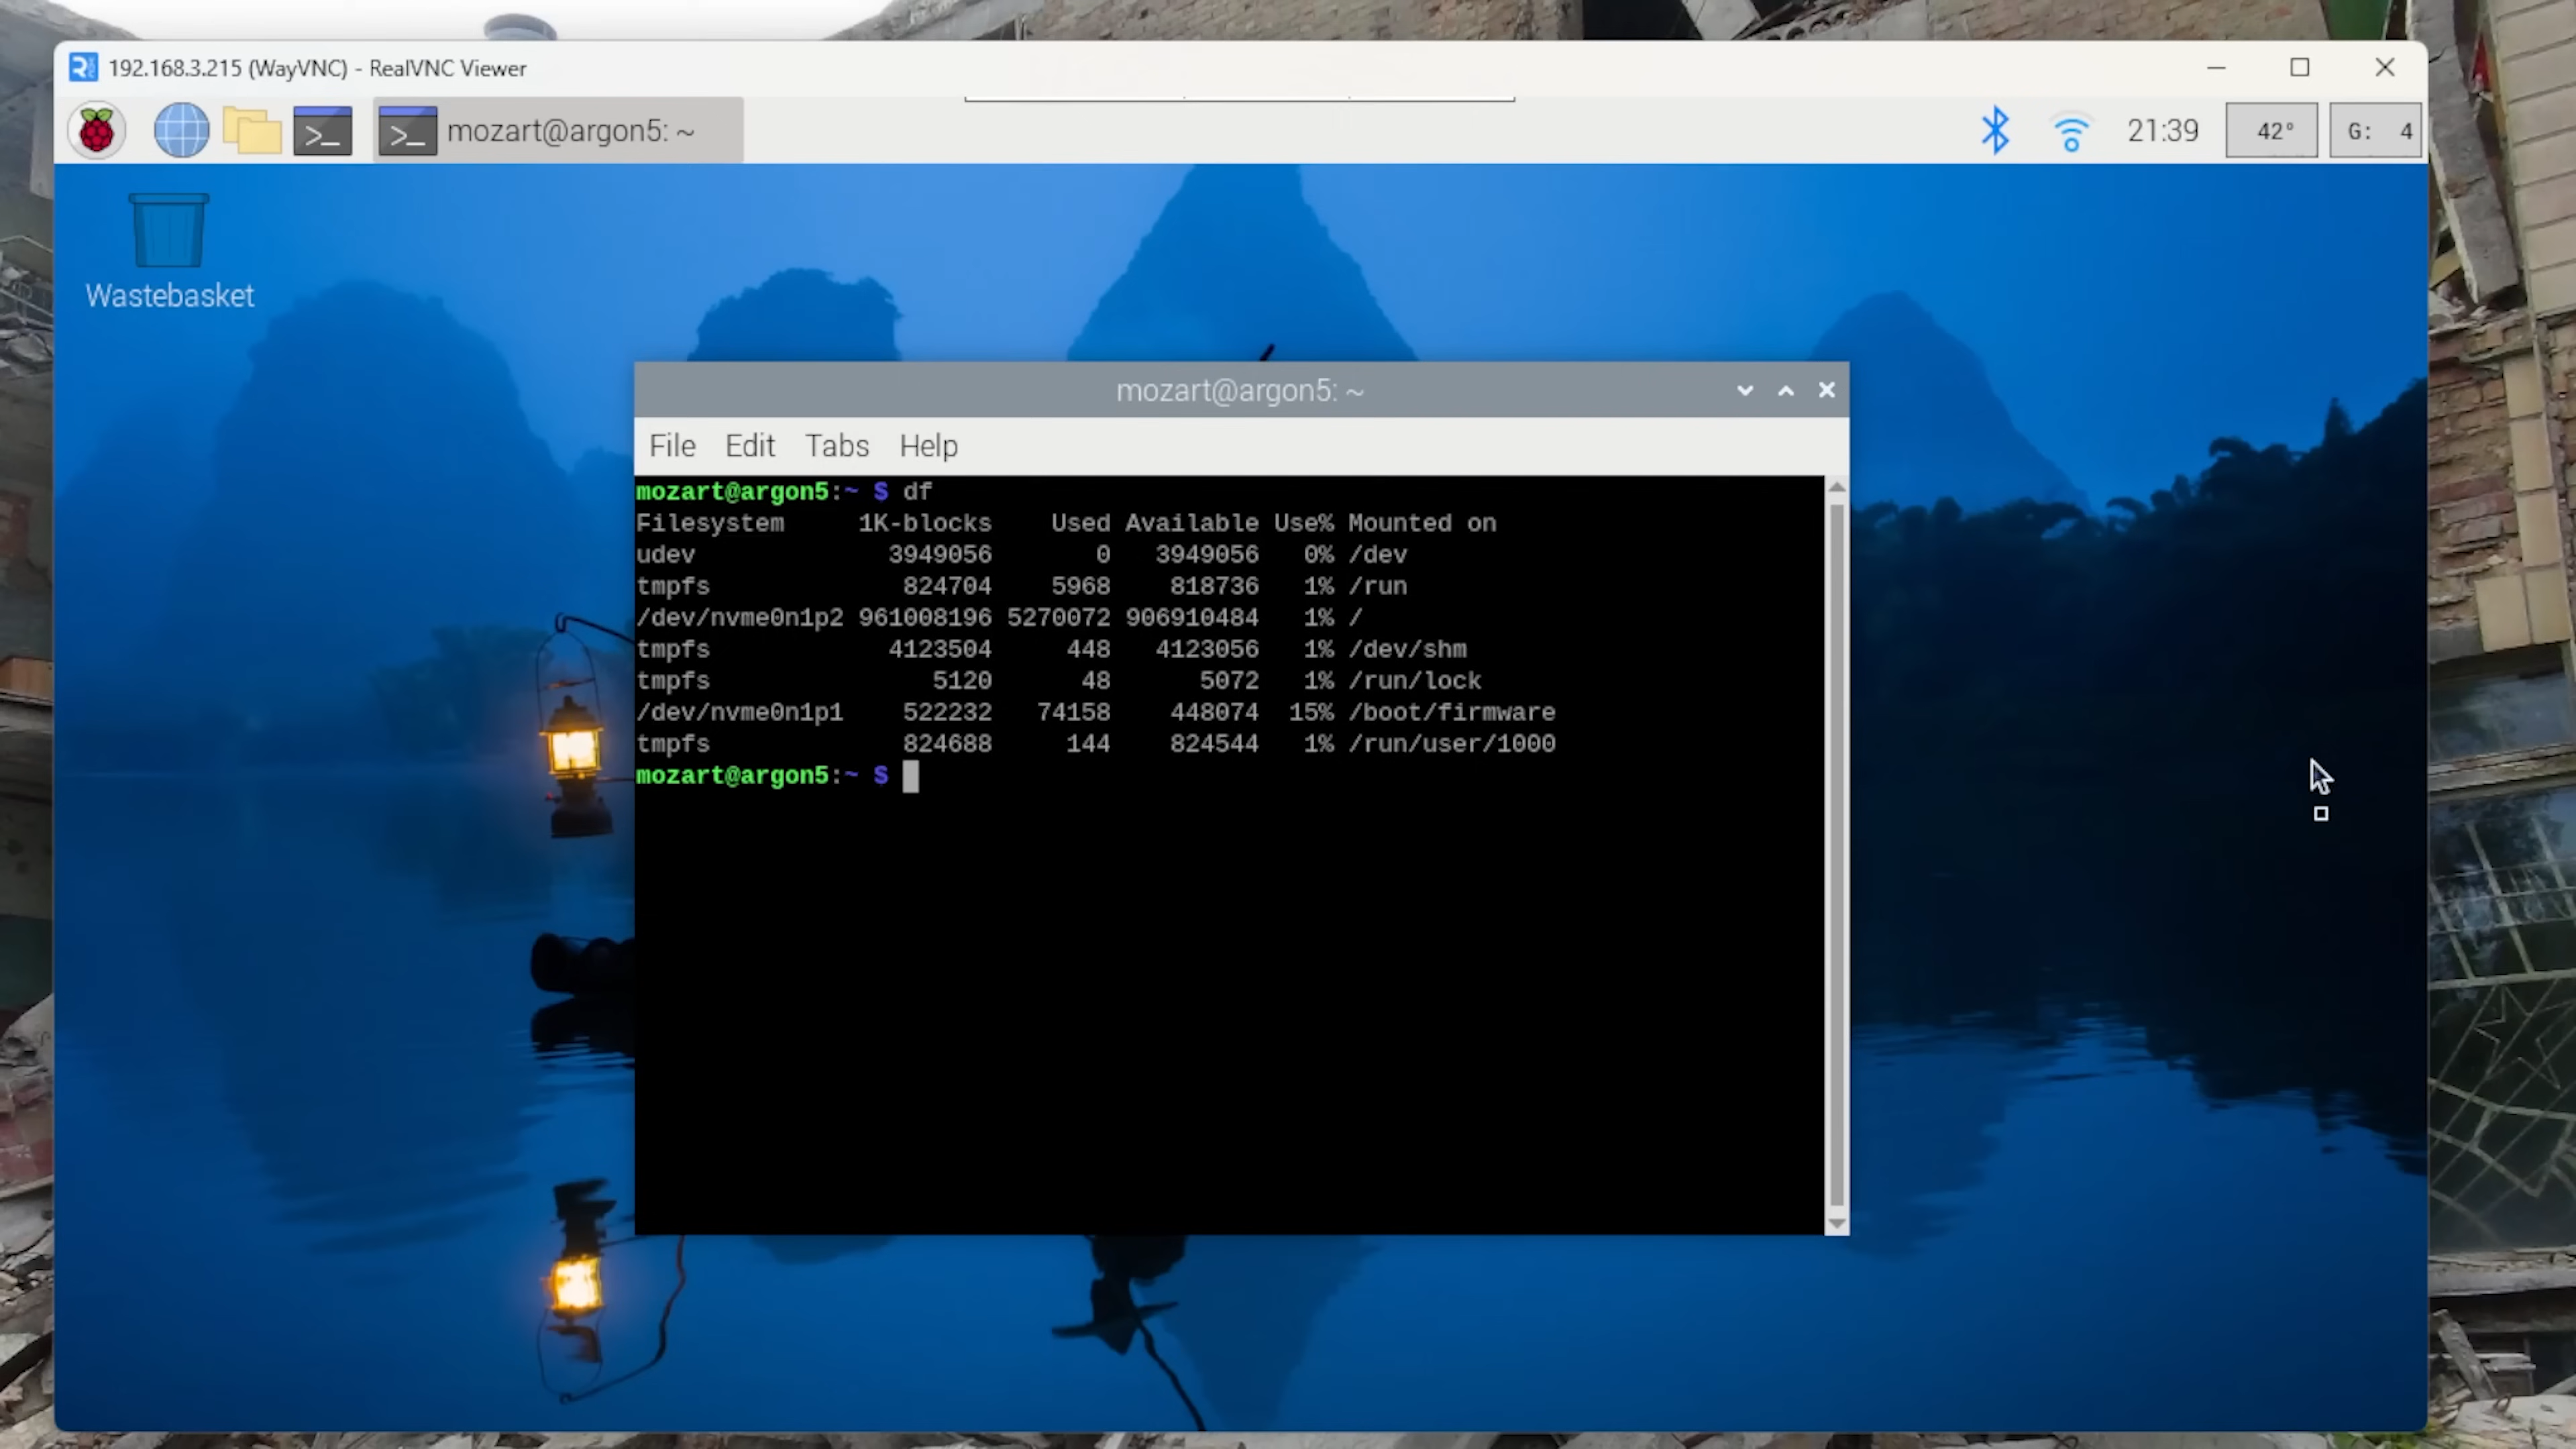 192.168.3.215 (WayVNC) - RealVNC Viewer
mozart@argon5: ~
21:39
42°
G: 4
Wastebasket
mozart@argon5: ~
File Edit Tabs Help
mozart@argon5:~ $ df
Filesystem 1K-blocks Used Available Use% Mounted on
udev 3949056 0 3949056 0% /dev
tmpfs 824704 5968 818736 1% /run
/dev/nvme0n1p2 961008196 5270072 906910484 1% /
tmpfs 4123504 448 4123056 1% /dev/shm
tmpfs 5120 48 5072 1% /run/lock
/dev/nvme0n1p1 522232 74158 448074 15% /boot/firmware
tmpfs 824688 144 824544 1% /run/user/1000
mozart@argon5:~ $